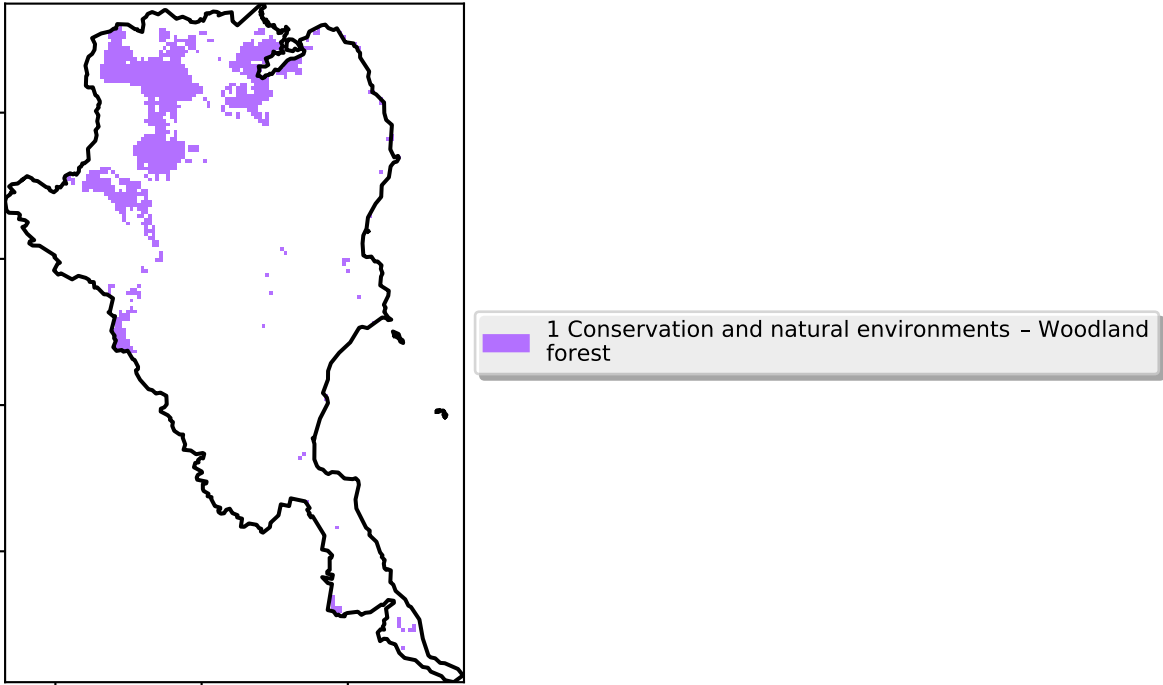 1 Conservation and natural environments – Woodland
forest